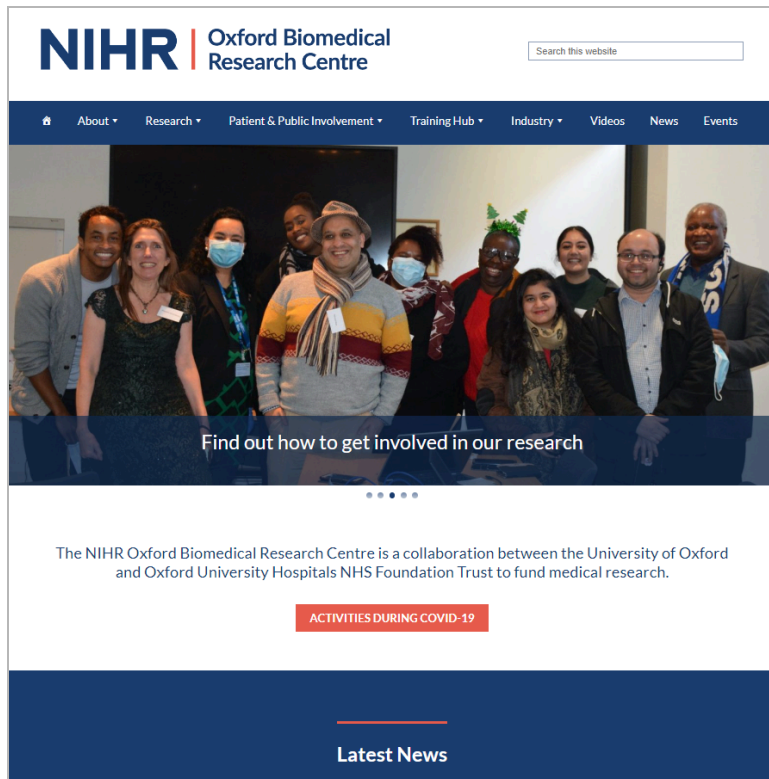 NIHR | Oxford Biomedical
Research Centre
Search this website
About
Research
Patient & Public Involvement
Training Hub
Industry
Videos
News
Events
Find out how to get involved in our research
The NIHR Oxford Biomedical Research Centre is a collaboration between the University of Oxford
and Oxford University Hospitals NHS Foundation Trust to fund medical research.
ACTIVITIES DURING COVID-19
Latest News